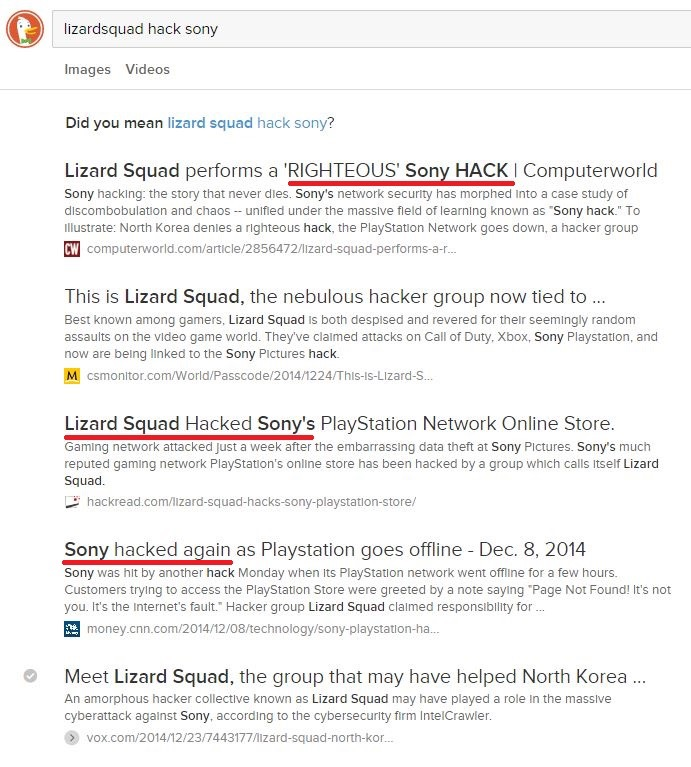 lizardsquad hack sony
Images Videos
Did you mean lizard squad hack sony?
Lizard Squad performs a 'RIGHTEOUS' Sony HACK | Computerworld
Sony hacking: the story that never dies. Sony's network security has morphed into a case study of
discombobulation and chaos -- unified under the massive field of learning known as "Sony hack." To
illustrate: North Korea denies a righteous hack, the PlayStation Network goes down, a hacker group
CW computerworld.com/article/2856472/lizard-squad-performs-a-r...
This is Lizard Squad, the nebulous hacker group now tied to ...
Best known among gamers, Lizard Squad is both despised and revered for their seemingly random
assaults on the video game world. They've claimed attacks on Call of Duty, Xbox, Sony Playstation, and
now are being linked to the Sony Pictures hack.
M csmonitor.com/World/Passcode/2014/1224/This-is-Lizard-S...
Lizard Squad Hacked Sony's PlayStation Network Online Store.
Gaming network attacked just a week after the embarrassing data theft at Sony Pictures. Sony's much
reputed gaming network PlayStation's online store has been hacked by a group which calls itself Lizard
Squad.
hackread.com/lizard-squad-hacks-sony-playstation-store/
Sony hacked again as Playstation goes offline - Dec. 8, 2014
Sony was hit by another hack Monday when its PlayStation network went offline for a few hours.
Customers trying to access the PlayStation Store were greeted by a note saying "Page Not Found! It's not
you. It's the Internet's fault." Hacker group Lizard Squad claimed responsibility for ...
money.cnn.com/2014/12/08/technology/sony-playstation-ha...
Meet Lizard Squad, the group that may have helped North Korea ...
An amorphous hacker collective known as Lizard Squad may have played a role in the massive
cyberattack against Sony, according to the cybersecurity firm IntelCrawler.
vox.com/2014/12/23/7443177/lizard-squad-north-kor...